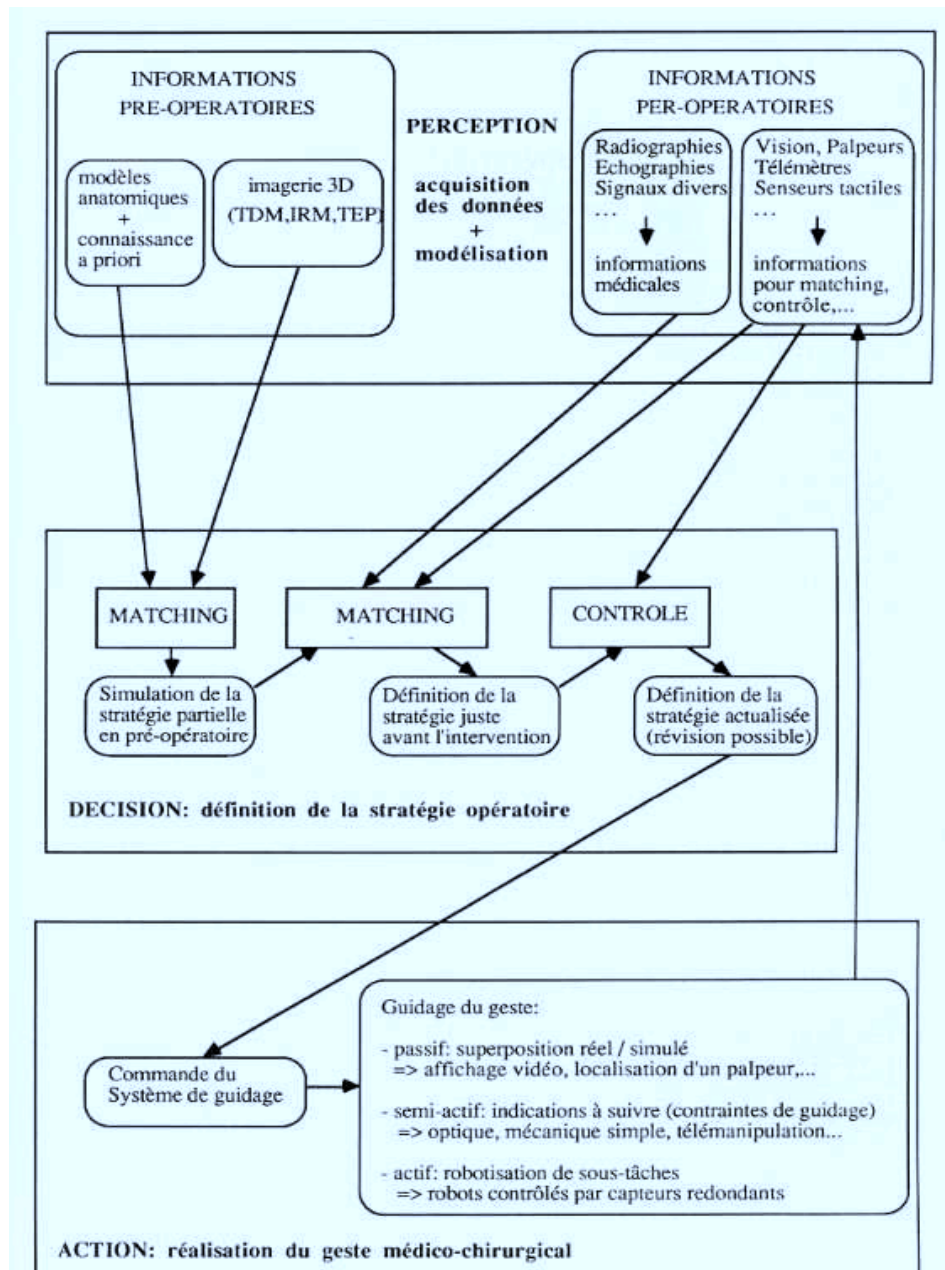 INFORMATIONS
PRE-OPERATOIRES
modèles
anatomiques
+
connaissance
a priori
imagerie 3D
(TDM,IRM,TEP)
PERCEPTION
acquisition
des données
+
modélisation
INFORMATIONS
PER-OPERATOIRES
Radiographies
Echographies
Signaux divers
...
informations
médicales
Vision, Palpeurs
Télémètres
Senseurs tactiles
...
informations
pour matching,
contrôle,...
MATCHING
MATCHING
CONTROLE
Simulation de la
stratégie partielle
en pré-opératoire
Définition de la
stratégie juste
avant l'intervention
Définition de la
stratégie actualisée
(révision possible)
DECISION: définition de la stratégie opératoire
Commande du
Système de guidage
Guidage du geste:
- passif: superposition réel / simulé
=> affichage vidéo, localisation d'un palpeur,...
- semi-actif: indications à suivre (contraintes de guidage)
=> optique, mécanique simple, télémanipulation...
- actif: robotisation de sous-tâches
=> robots contrôlés par capteurs redondants
ACTION: réalisation du geste médico-chirurgical